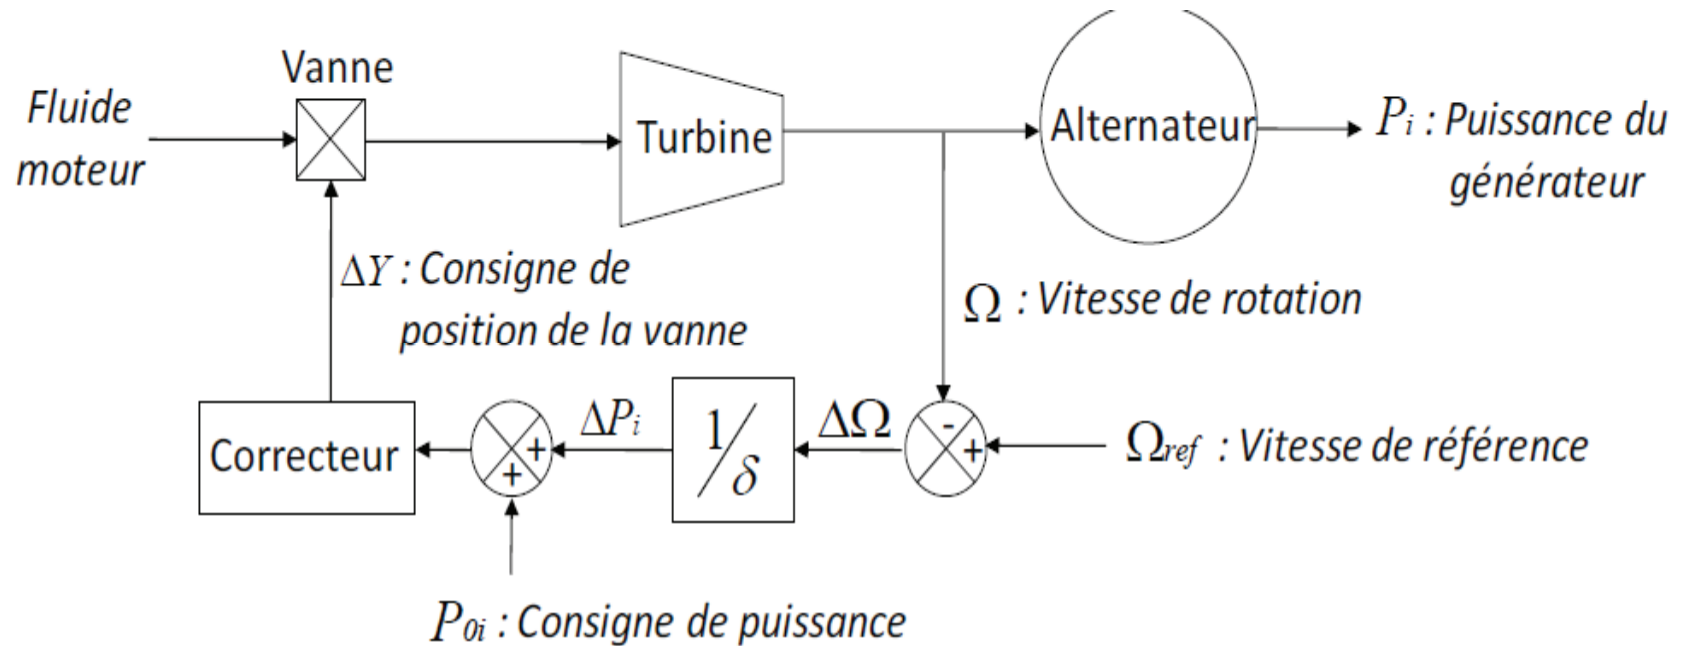 Vanne
Fluide
moteur
Turbine
Alternateur
Pi : Puissance du
générateur
ΔY : Consigne de
position de la vanne
Ω : Vitesse de rotation
Correcteur
+
+
ΔPi
1/δ
ΔΩ
-
+
Ωref : Vitesse de référence
P0i : Consigne de puissance